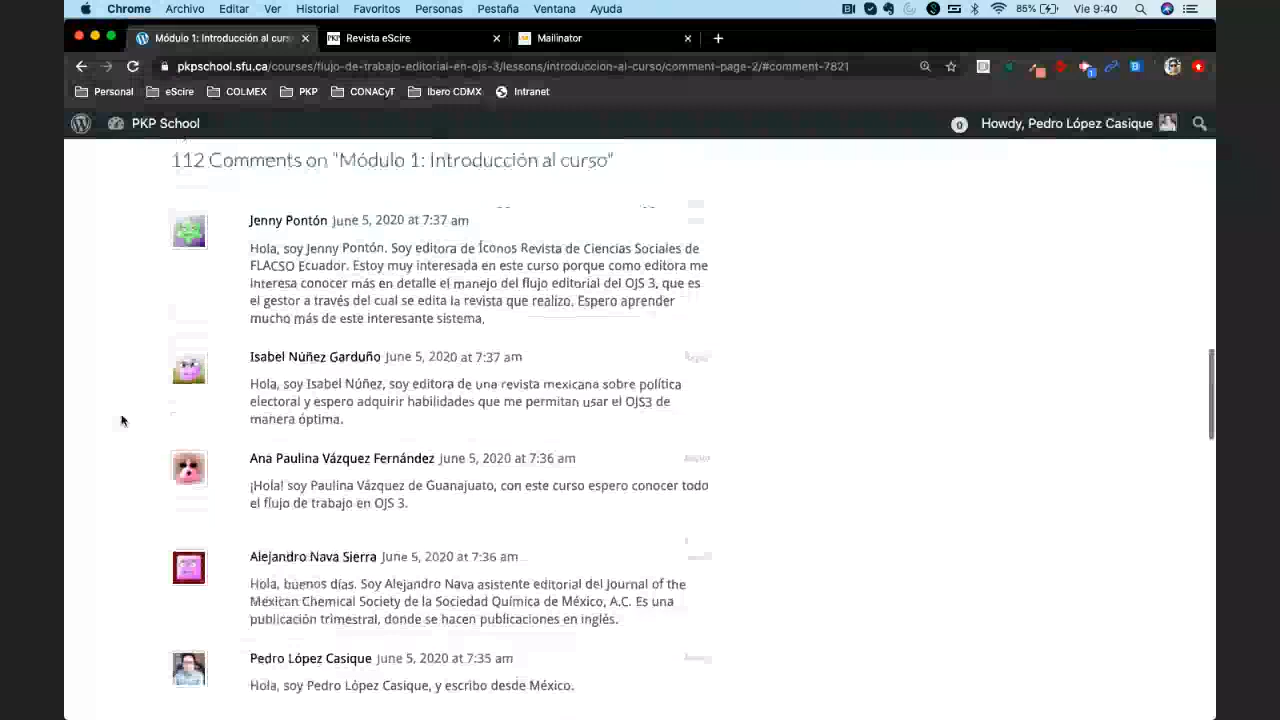 Chrome Archivo Editar Ver Historial Favoritos Personas Pestaña Ventana Ayuda 85% Vie 9:40
Módulo 1: Introducción al curs Revista eScire Mailinator
pkpschool.sfu.ca/courses/flujo-de-trabajo-editorial-en-ojs-3/lessons/introduccion-al-curso/comment-page-2/#comment-7821
Personal eScire COLMEX PKP CONACyT Ibero CDMX Intranet
PKP School 0 Howdy, Pedro López Casique
112 Comments on "Módulo 1: Introducción al curso"
Jenny Pontón June 5, 2020 at 7:37 am
Hola, soy Jenny Pontón. Soy editora de Íconos Revista de Ciencias Sociales de
FLACSO Ecuador. Estoy muy interesada en este curso porque como editora me
interesa conocer más en detalle el manejo del flujo editorial del OJS 3, que es
el gestor a través del cual se edita la revista que realizo. Espero aprender
mucho más de este interesante sistema,
Isabel Núñez Garduño June 5, 2020 at 7:37 am
Hola, soy Isabel Núñez, soy editora de una revista mexicana sobre política
electoral y espero adquirir habilidades que me permitan usar el OJS3 de
manera óptima.
Ana Paulina Vázquez Fernández June 5, 2020 at 7:36 am
¡Hola! soy Paulina Vázquez de Guanajuato, con este curso espero conocer todo
el flujo de trabajo en OJS 3.
Alejandro Nava Sierra June 5, 2020 at 7:36 am
Hola, buenos días. Soy Alejandro Nava asistente editorial del Journal of the
Mexican Chemical Society de la Sociedad Química de México, A.C. Es una
publicación trimestral, donde se hacen publicaciones en inglés.
Pedro López Casique June 5, 2020 at 7:35 am
Hola, soy Pedro López Casique, y escribo desde México.